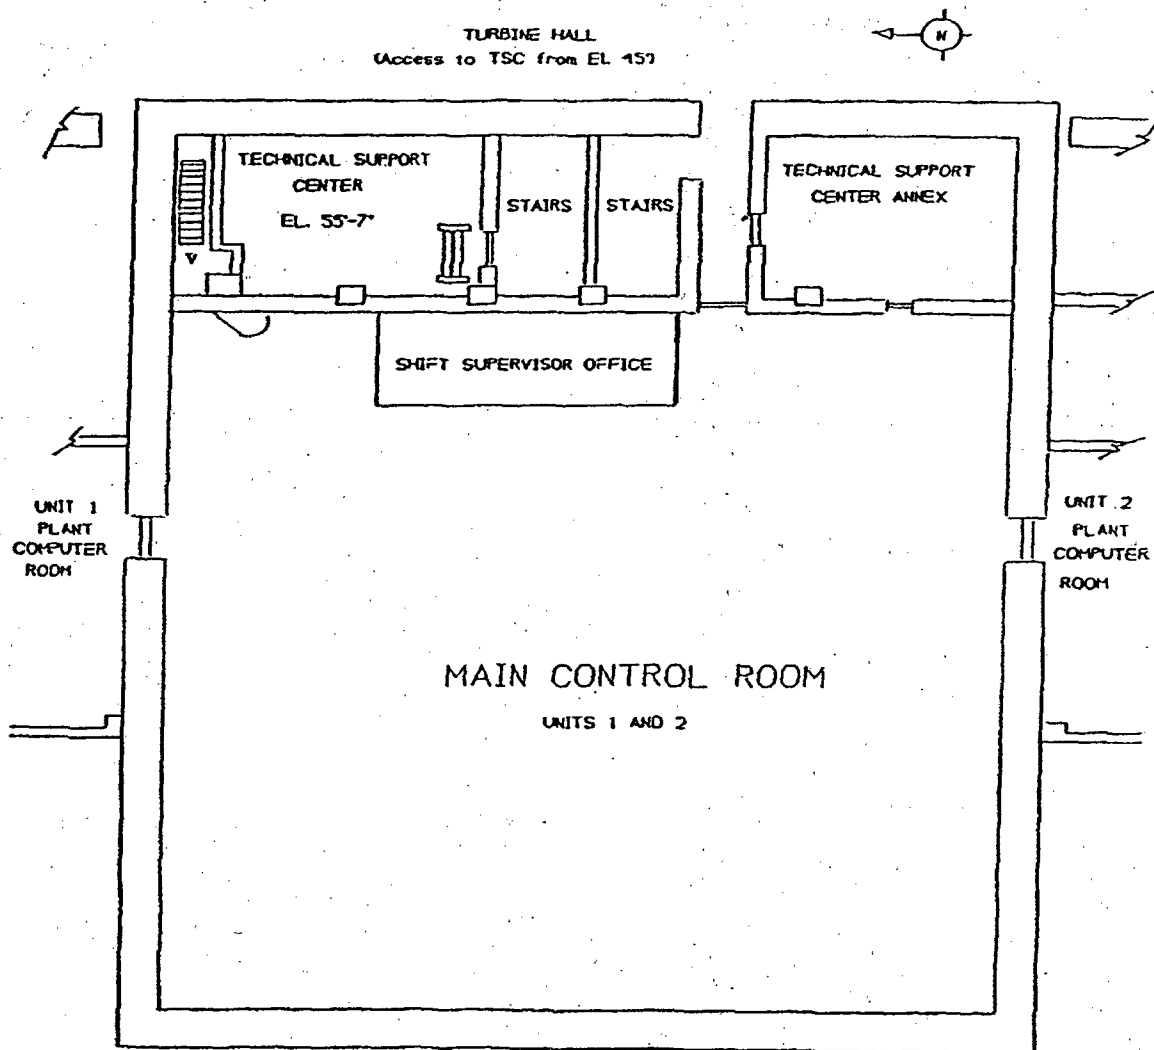 TURBINE HALL
(Access to TSC from EL 45')
N
TECHNICAL SUPPORT
CENTER
EL. 55'-7"
STAIRS
STAIRS
TECHNICAL SUPPORT
CENTER ANNEX
SHIFT SUPERVISOR OFFICE
UNIT 1
PLANT
COMPUTER
ROOM
UNIT 2
PLANT
COMPUTER
ROOM
MAIN CONTROL ROOM
UNITS 1 AND 2